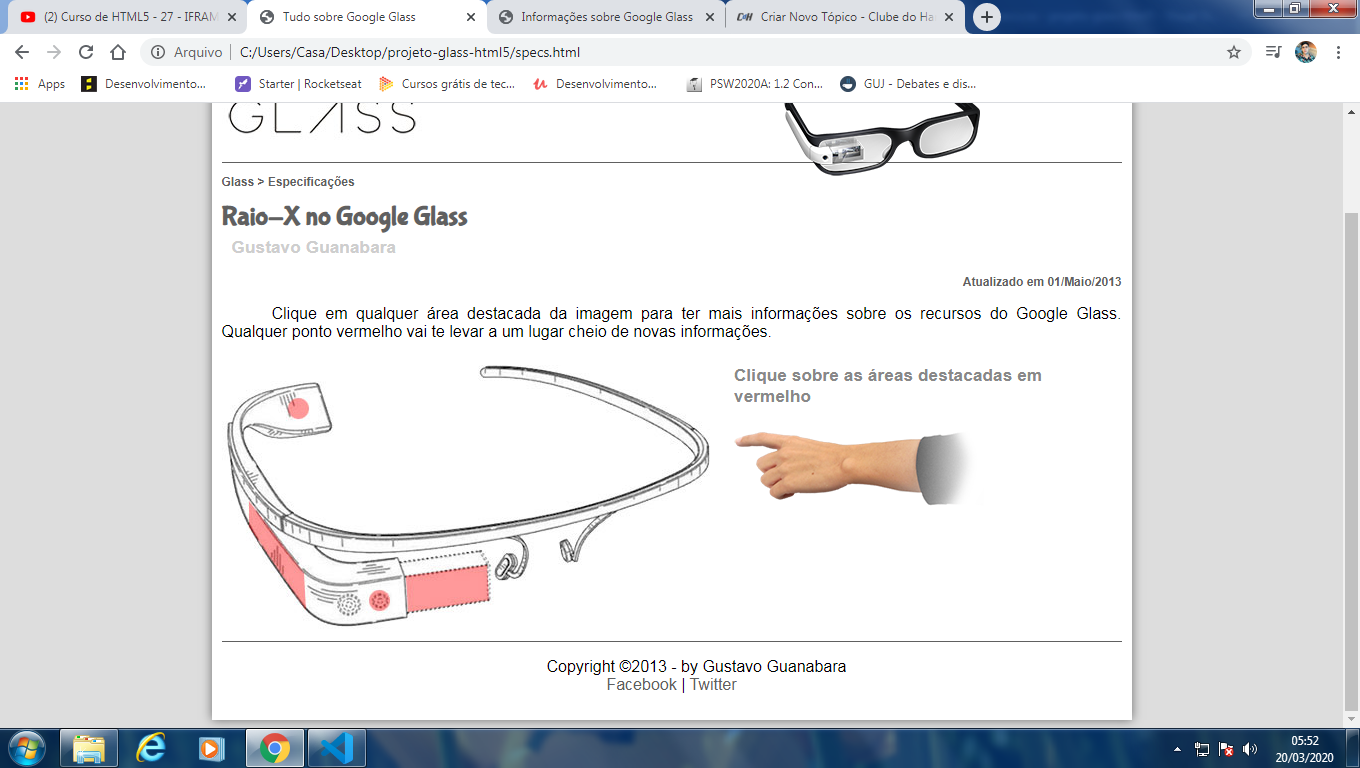 (2) Curso de HTML5 - 27 - IFRAM
Tudo sobre Google Glass
Informações sobre Google Glass
Criar Novo Tópico - Clube do Ha
Arquivo
C:/Users/Casa/Desktop/projeto-glass-html5/specs.html
Apps
Desenvolvimento...
Starter | Rocketseat
Cursos grátis de tec...
Desenvolvimento...
PSW2020A: 1.2 Con...
GUJ - Debates e dis...
GLASS
Glass > Especificações
Raio-X no Google Glass
Gustavo Guanabara
Atualizado em 01/Maio/2013
Clique em qualquer área destacada da imagem para ter mais informações sobre os recursos do Google Glass.
Qualquer ponto vermelho vai te levar a um lugar cheio de novas informações.
Clique sobre as áreas destacadas em
vermelho
Copyright ©2013 - by Gustavo Guanabara
Facebook | Twitter
05:52
20/03/2020